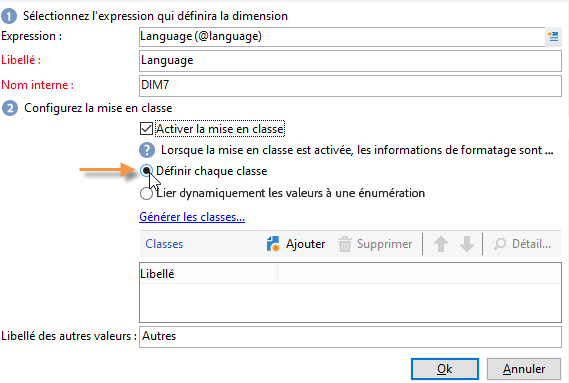 1 Sélectionnez l'expression qui définira la dimension
Expression : Language (@language)
Libellé : Language
Nom interne : DIM7
2 Configurez la mise en classe
Activer la mise en classe
? Lorsque la mise en classe est activée, les informations de formatage sont ...
Définir chaque classe
Lier dynamiquement les valeurs à une énumération
Générer les classes...
Classes Ajouter Supprimer Détail...
Libellé
Libellé des autres valeurs : Autres
Ok Annuler